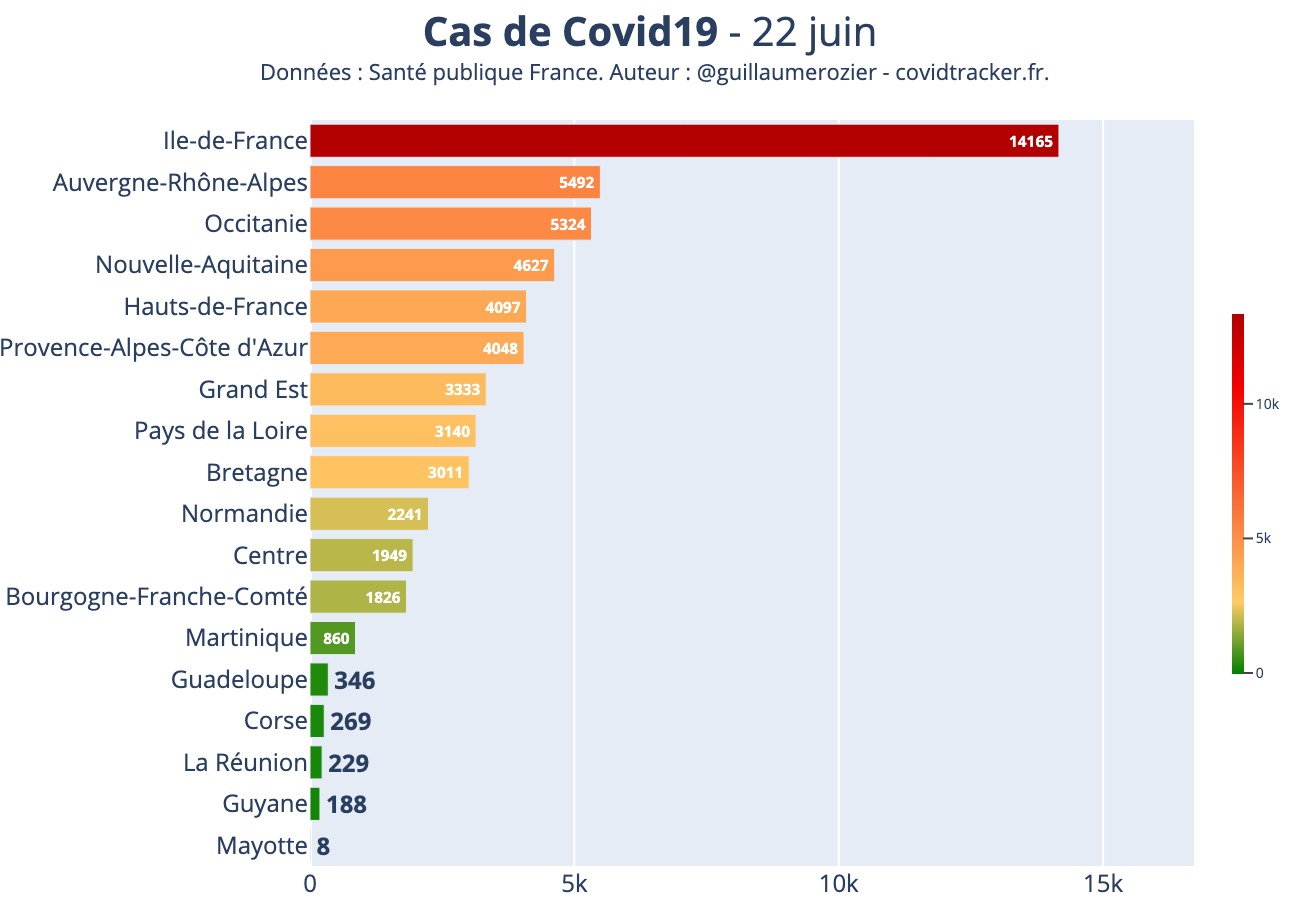 Cas de Covid19 - 22 juin
Données : Santé publique France. Auteur : @guillaumerozier - covidtracker.fr.
Ile-de-France 14165
Auvergne-Rhône-Alpes 5492
Occitanie 5324
Nouvelle-Aquitaine 4627
Hauts-de-France 4097
Provence-Alpes-Côte d'Azur 4048
Grand Est 3333
Pays de la Loire 3140
Bretagne 3011
Normandie 2241
Centre 1949
Bourgogne-Franche-Comté 1826
Martinique 860
Guadeloupe 346
Corse 269
La Réunion 229
Guyane 188
Mayotte 8
0 5k 10k 15k
10k
5k
0